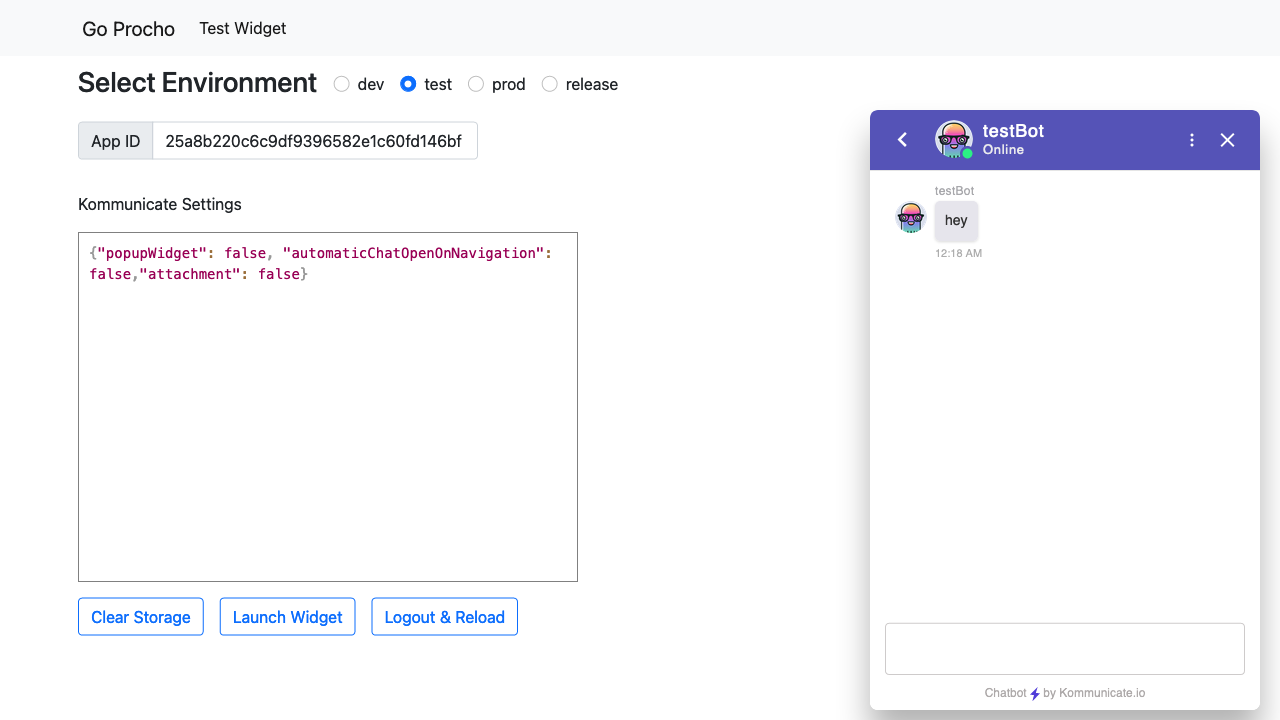 Go Procho
Test Widget
Select Environment
dev
test
prod
release
App ID
25a8b220c6c9df9396582e1c60fd146bf
Kommunicate Settings
{"popupWidget": false, "automaticChatOpenOnNavigation":
false,"attachment": false}
Clear Storage
Launch Widget
Logout & Reload
testBot
Online
testBot
hey
12:18 AM
Chatbot by Kommunicate.io